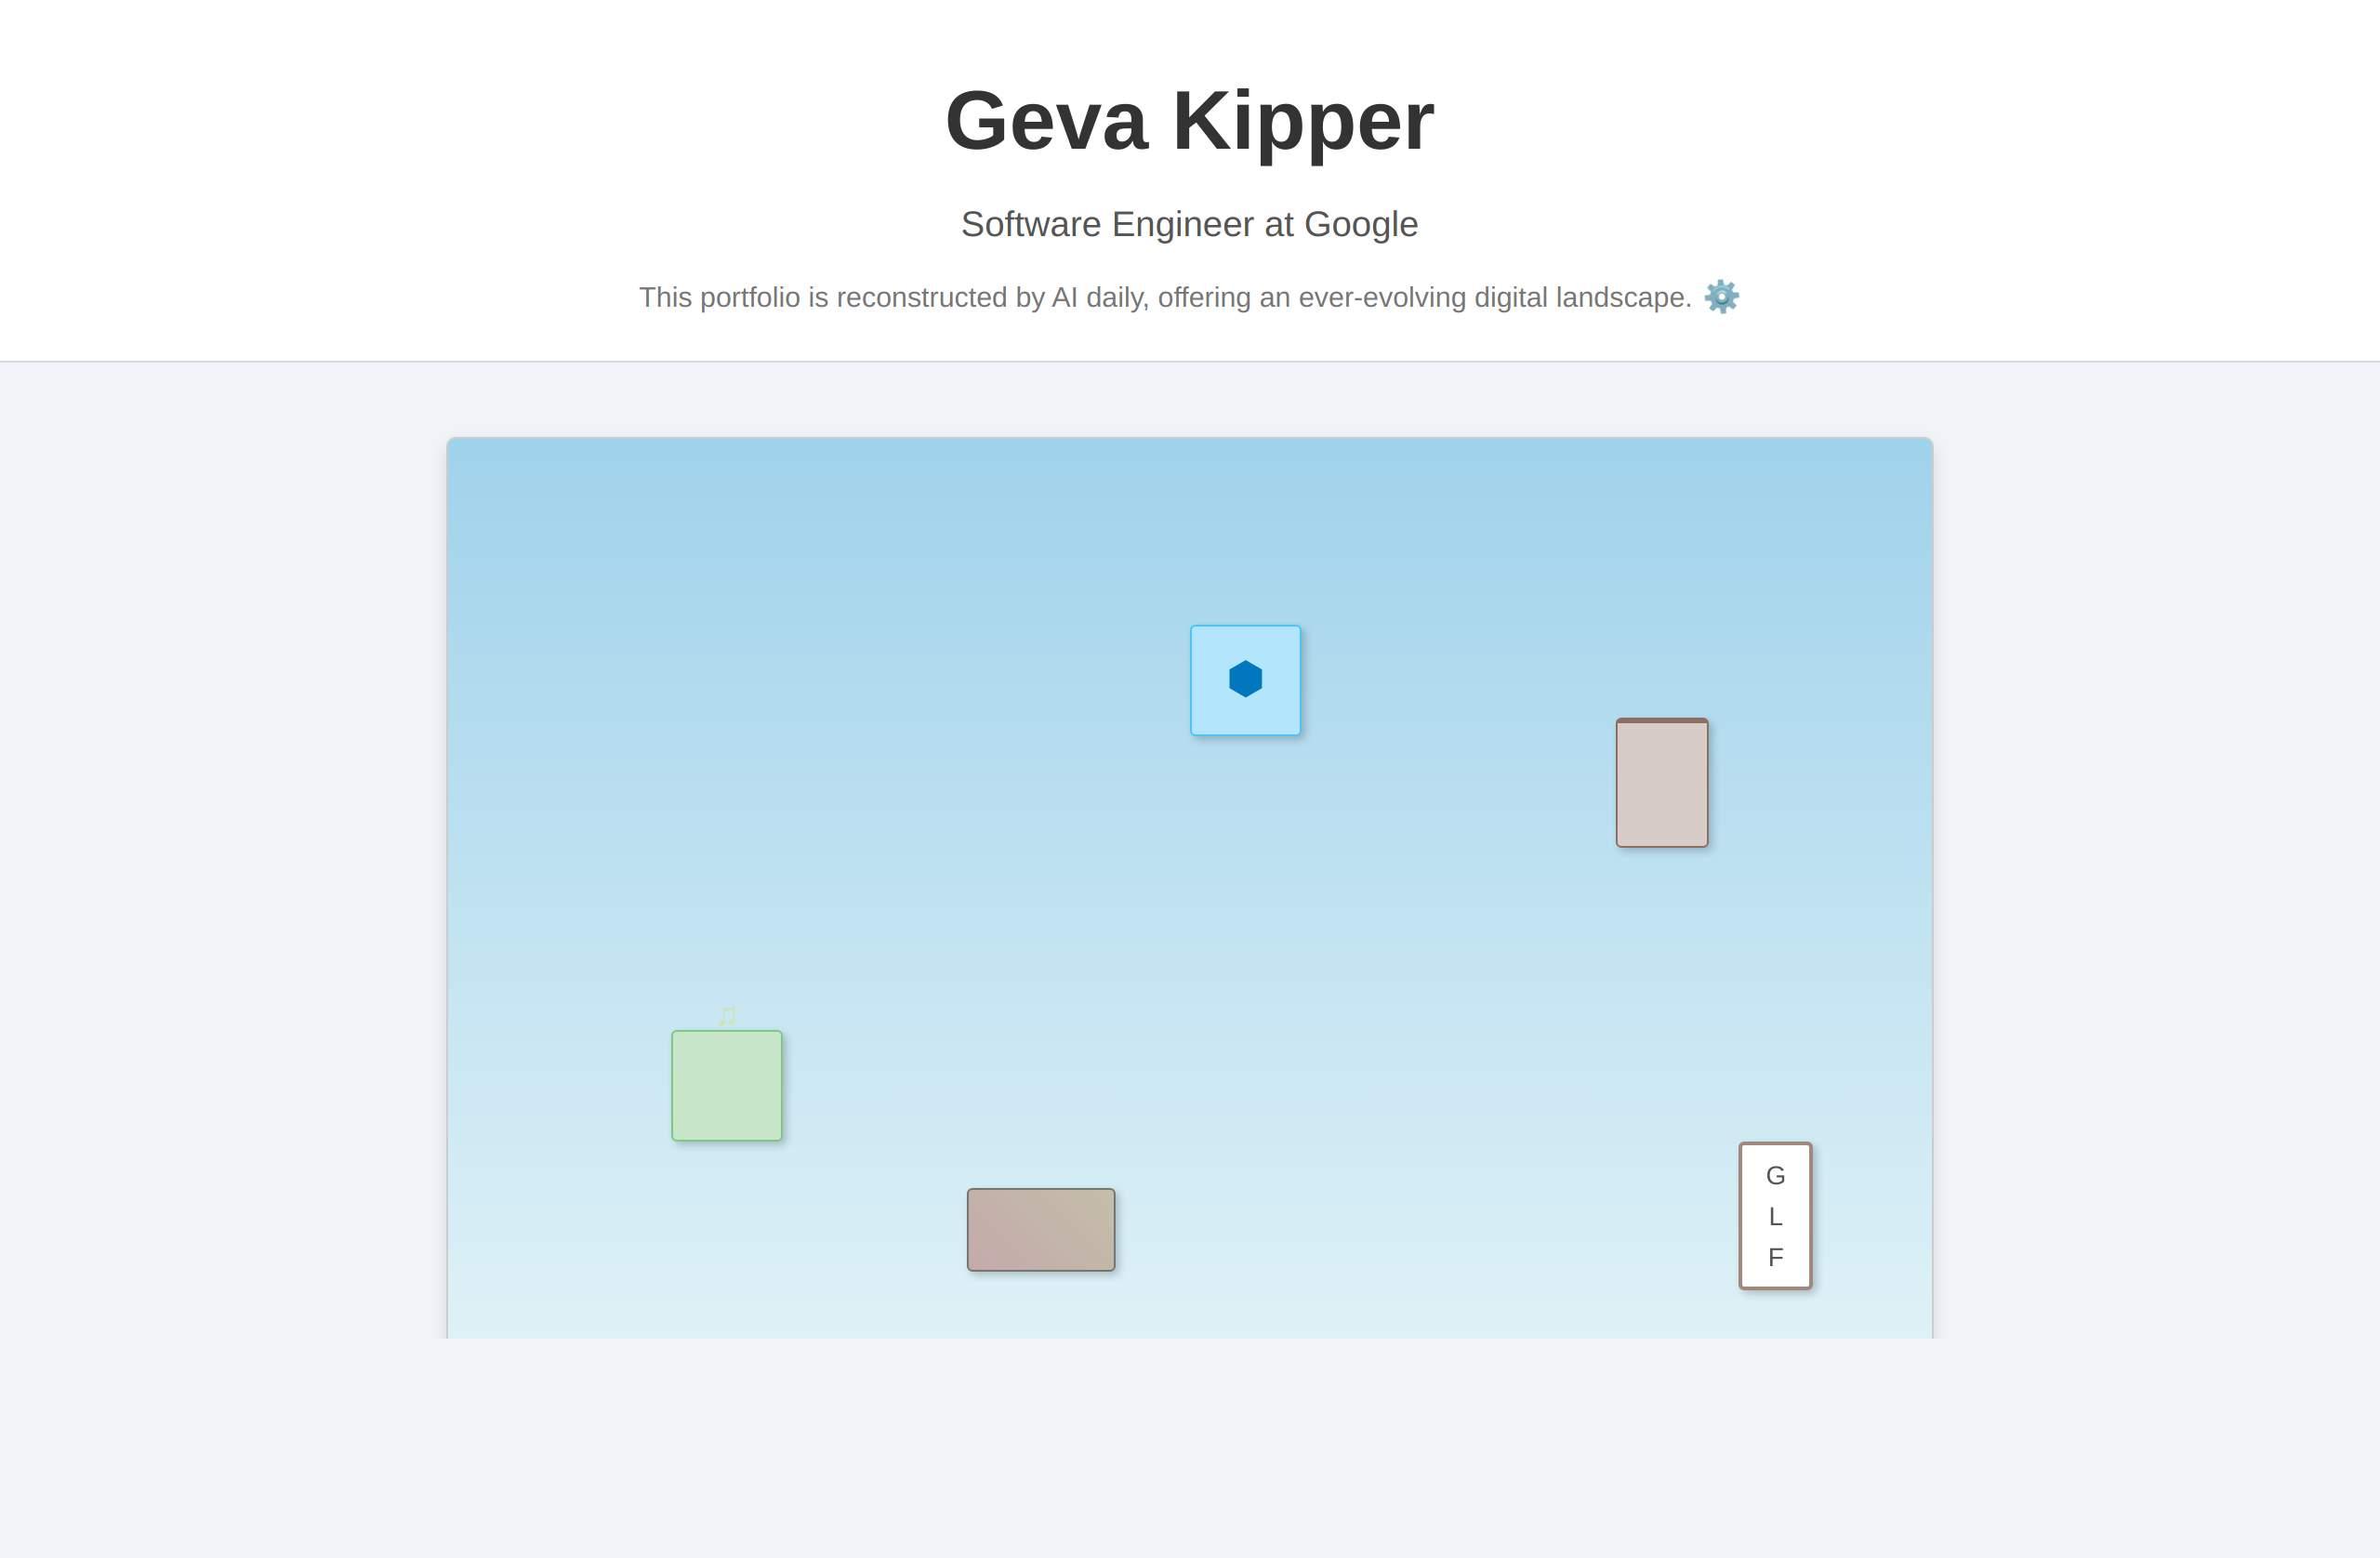 Geva Kipper
Software Engineer at Google
This portfolio is reconstructed by AI daily, offering an ever-evolving digital landscape. ⚙️
G
L
F